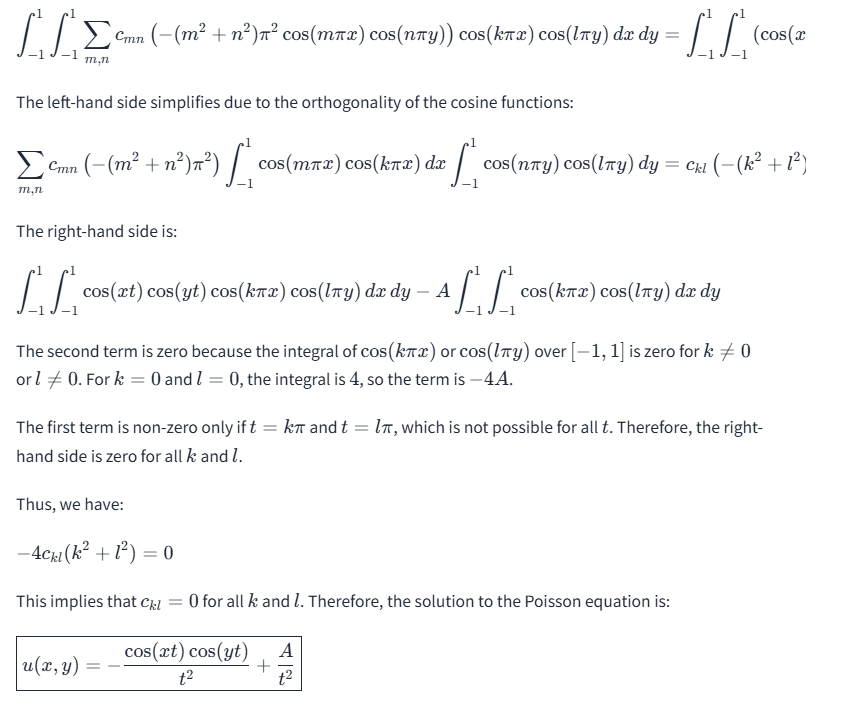 ∫_{-1}^{1} ∫_{-1}^{1} ∑_{m,n} c_{mn} (−(m² + n²)π² cos(mπx) cos(nπy)) cos(kπx) cos(lπy) dx dy = ∫_{-1}^{1} ∫_{-1}^{1} (cos(x
The left-hand side simplifies due to the orthogonality of the cosine functions:
∑_{m,n} c_{mn} (−(m² + n²)π²) ∫_{-1}^{1} cos(mπx) cos(kπx) dx ∫_{-1}^{1} cos(nπy) cos(lπy) dy = c_{kl} (−(k² + l²)
The right-hand side is:
∫_{-1}^{1} ∫_{-1}^{1} cos(xt) cos(yt) cos(kπx) cos(lπy) dx dy − A ∫_{-1}^{1} ∫_{-1}^{1} cos(kπx) cos(lπy) dx dy
The second term is zero because the integral of cos(kπx) or cos(lπy) over [−1, 1] is zero for k ≠ 0
or l ≠ 0. For k = 0 and l = 0, the integral is 4, so the term is −4A.
The first term is non-zero only if t = kπ and t = lπ, which is not possible for all t. Therefore, the right-
hand side is zero for all k and l.
Thus, we have:
−4c_{kl}(k² + l²) = 0
This implies that c_{kl} = 0 for all k and l. Therefore, the solution to the Poisson equation is:
u(x, y) = − cos(xt) cos(yt) / t² + A / t²